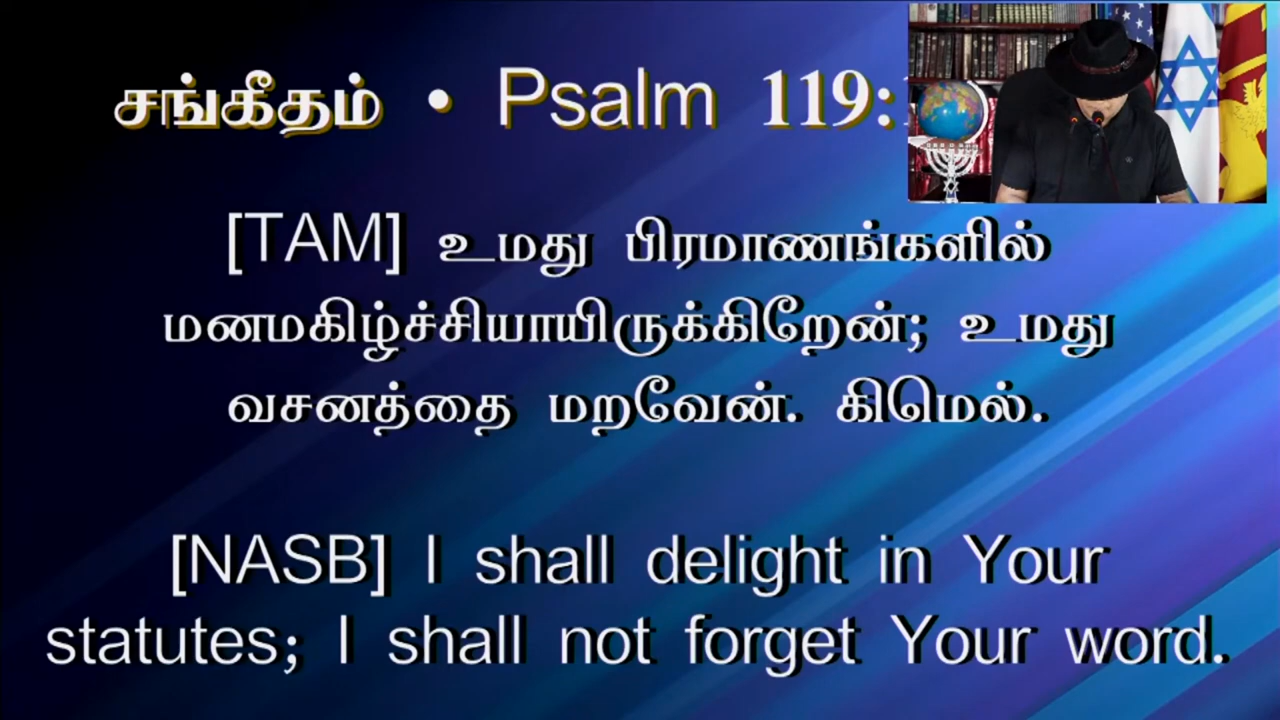 சங்கீதம் • Psalm 119:
[TAM] உமது பிரமாணங்களில்
மனமகிழ்ச்சியாயிருக்கிறேன்; உமது
வசனத்தை மறவேன். கிமெல்.
[NASB] I shall delight in Your
statutes; I shall not forget Your word.